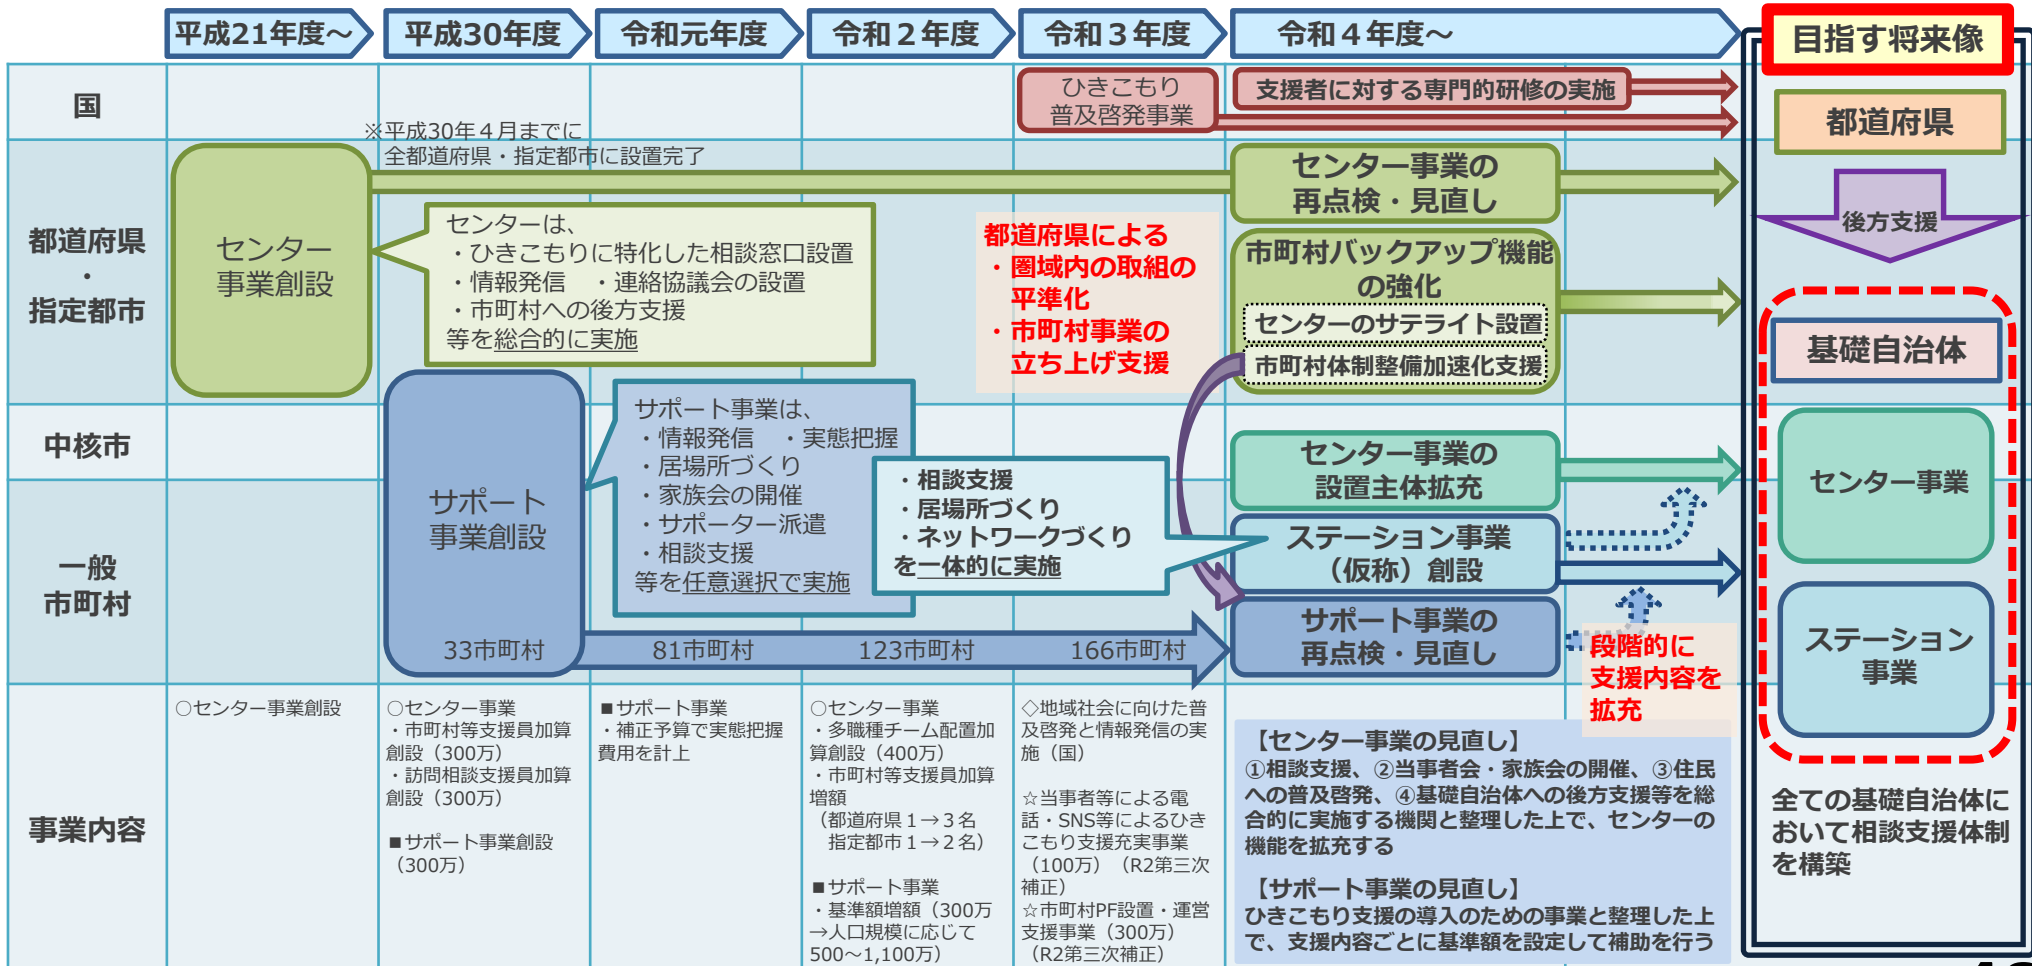 平成21年度～
平成30年度
令和元年度
令和２年度
令和３年度
令和４年度～
目指す将来像
国
ひきこもり
普及啓発事業
支援者に対する専門的研修の実施
都道府県
・
指定都市
※平成30年４月までに
全都道府県・指定都市に設置完了
センター
事業創設
センターは、
・ひきこもりに特化した相談窓口設置
・情報発信　・連絡協議会の設置
・市町村への後方支援
等を総合的に実施
都道府県による
・圏域内の取組の
平準化
・市町村事業の
立ち上げ支援
センター事業の
再点検・見直し
市町村バックアップ機能
の強化
センターのサテライト設置
市町村体制整備加速化支援
中核市
一般
市町村
サポート
事業創設
サポート事業は、
・情報発信　・実態把握
・居場所づくり
・家族会の開催
・サポーター派遣
・相談支援
等を任意選択で実施
・相談支援
・居場所づくり
・ネットワークづくり
を一体的に実施
センター事業の
設置主体拡充
ステーション事業
（仮称）創設
サポート事業の
再点検・見直し
33市町村
81市町村
123市町村
166市町村
段階的に
支援内容を
拡充
都道府県
後方支援
基礎自治体
センター事業
ステーション
事業
全ての基礎自治体に
おいて相談支援体制
を構築
事業内容
○センター事業創設
○センター事業
・市町村等支援員加算
創設（300万）
・訪問相談支援員加算
創設（300万）
■サポート事業創設
（300万）
■サポート事業
・補正予算で実態把握
費用を計上
○センター事業
・多職種チーム配置加
算創設（400万）
・市町村等支援員加算
増額
（都道府県１→３名
指定都市１→２名）
■サポート事業
・基準額増額（300万
→人口規模に応じて
500～1,100万）
◇地域社会に向けた普
及啓発と情報発信の実
施（国）
☆当事者等による電
話・SNS等によるひき
こもり支援充実事業
（100万）（R2第三次
補正）
☆市町村PF設置・運営
支援事業（300万）
（R2第三次補正）
【センター事業の見直し】
①相談支援、②当事者会・家族会の開催、③住民
への普及啓発、④基礎自治体への後方支援等を総
合的に実施する機関と整理した上で、センターの
機能を拡充する
【サポート事業の見直し】
ひきこもり支援の導入のための事業と整理した上
で、支援内容ごとに基準額を設定して補助を行う